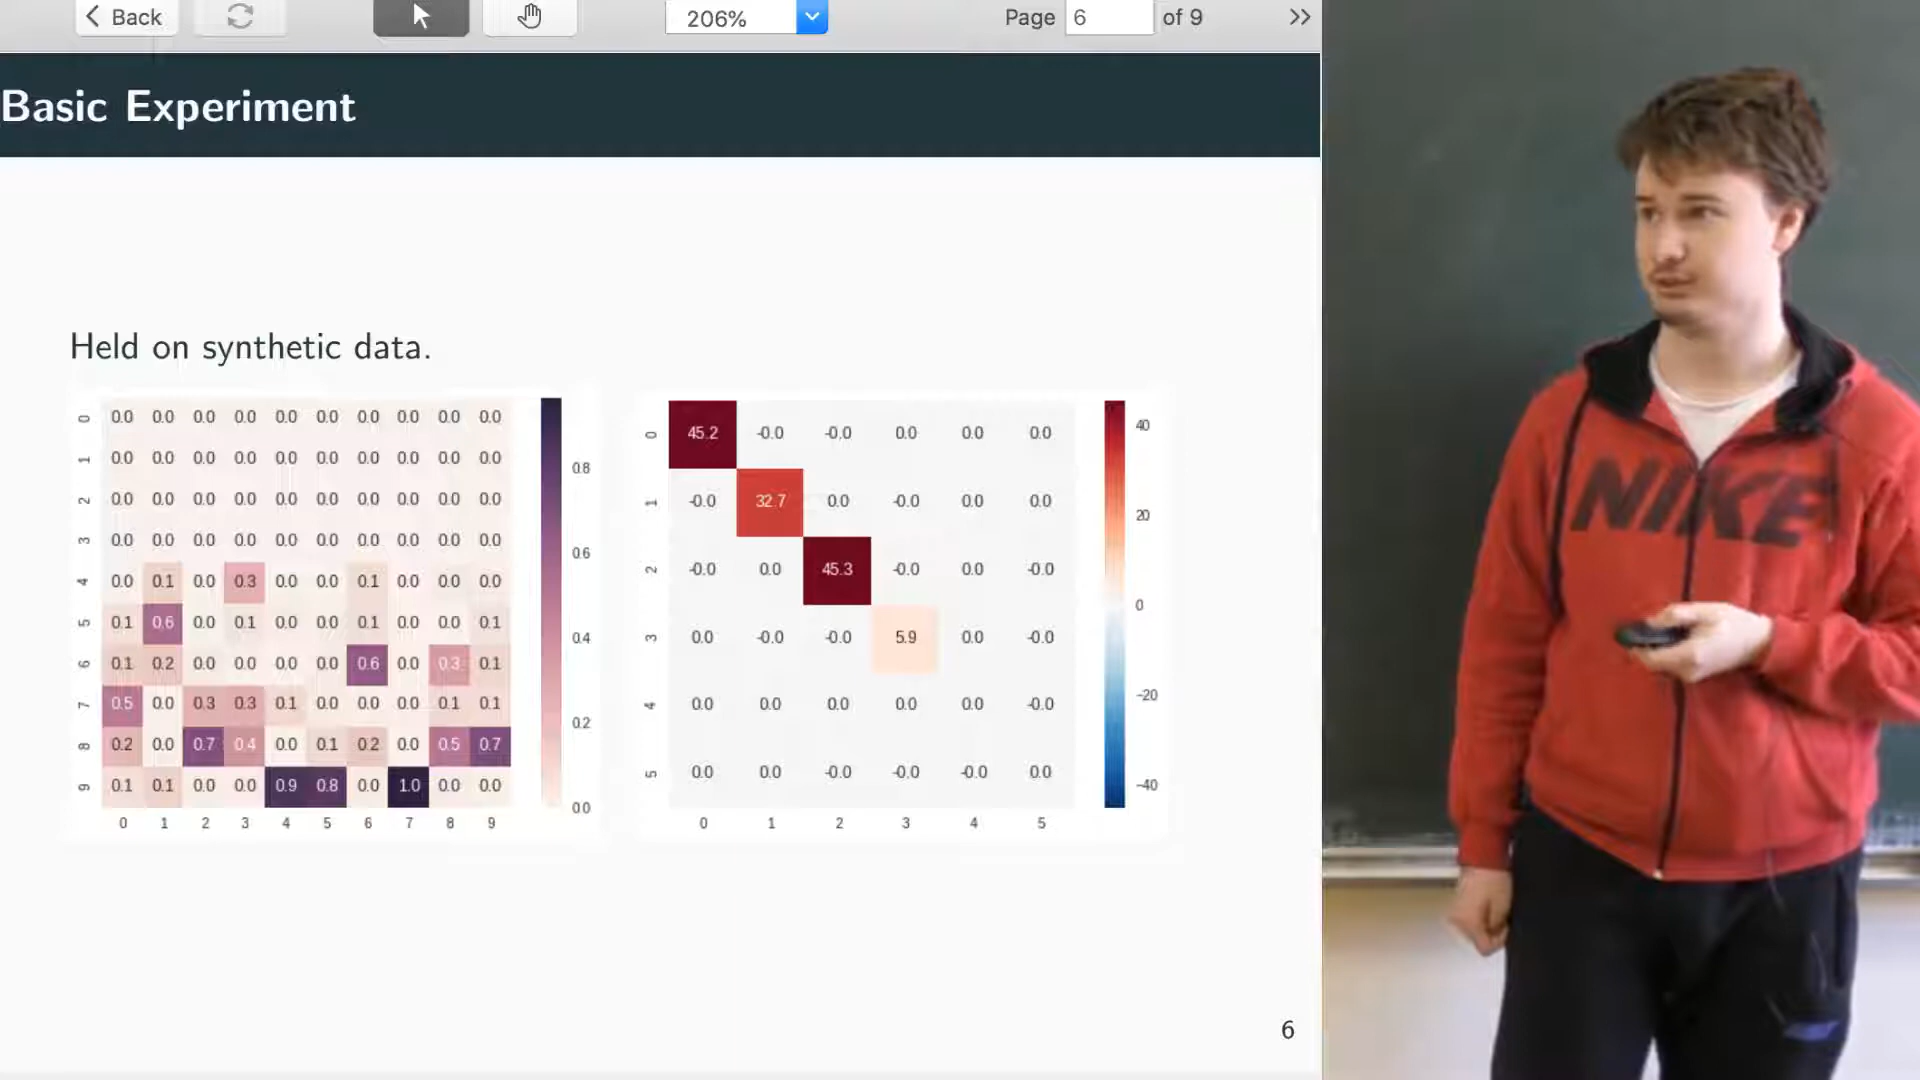 Back
206%
Page 6 of 9
Basic Experiment
Held on synthetic data.
0 0.0 0.0 0.0 0.0 0.0 0.0 0.0 0.0 0.0 0.0
1 0.0 0.0 0.0 0.0 0.0 0.0 0.0 0.0 0.0 0.0
2 0.0 0.0 0.0 0.0 0.0 0.0 0.0 0.0 0.0 0.0
3 0.0 0.0 0.0 0.0 0.0 0.0 0.0 0.0 0.0 0.0
4 0.0 0.1 0.0 0.3 0.0 0.0 0.1 0.0 0.0 0.0
5 0.1 0.6 0.0 0.1 0.0 0.0 0.1 0.0 0.0 0.1
6 0.1 0.2 0.0 0.0 0.0 0.0 0.6 0.0 0.3 0.1
7 0.5 0.0 0.3 0.3 0.1 0.0 0.0 0.0 0.1 0.1
8 0.2 0.0 0.7 0.4 0.0 0.1 0.2 0.0 0.5 0.7
9 0.1 0.1 0.0 0.0 0.9 0.8 0.0 1.0 0.0 0.0
0 1 2 3 4 5 6 7 8 9
0.8
0.6
0.4
0.2
0.0
0 45.2 -0.0 -0.0 0.0 0.0 0.0
1 -0.0 32.7 0.0 -0.0 0.0 0.0
2 -0.0 0.0 45.3 -0.0 0.0 -0.0
3 0.0 -0.0 -0.0 5.9 0.0 -0.0
4 0.0 0.0 0.0 0.0 0.0 -0.0
5 0.0 0.0 -0.0 -0.0 -0.0 0.0
0 1 2 3 4 5
40
20
0
-20
-40
6
NIKE